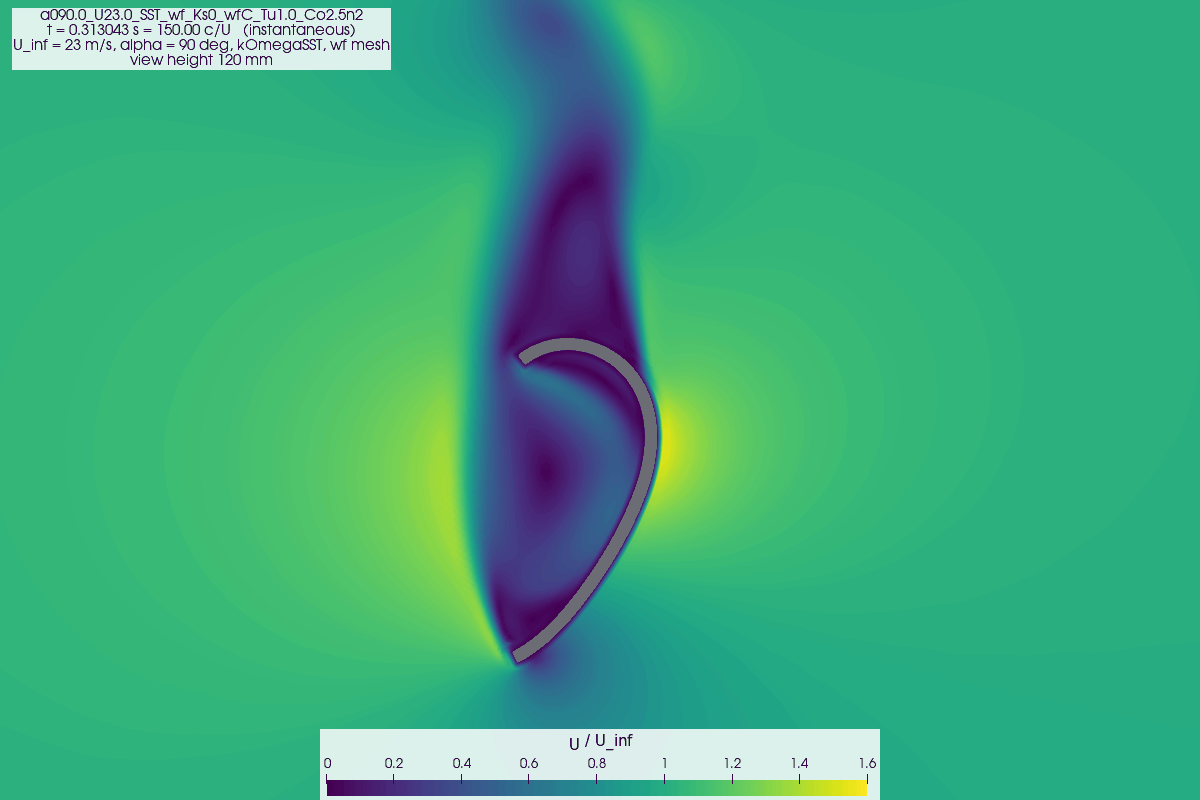 a090.0_U23.0_SST_wf_Ks0_wfC_Tu1.0_Co2.5n2
t = 0.313043 s = 150.00 c/U (instantaneous)
U_inf = 23 m/s, alpha = 90 deg, kOmegaSST, wf mesh
view height 120 mm
U / U_inf
0 0.2 0.4 0.6 0.8 1 1.2 1.4 1.6